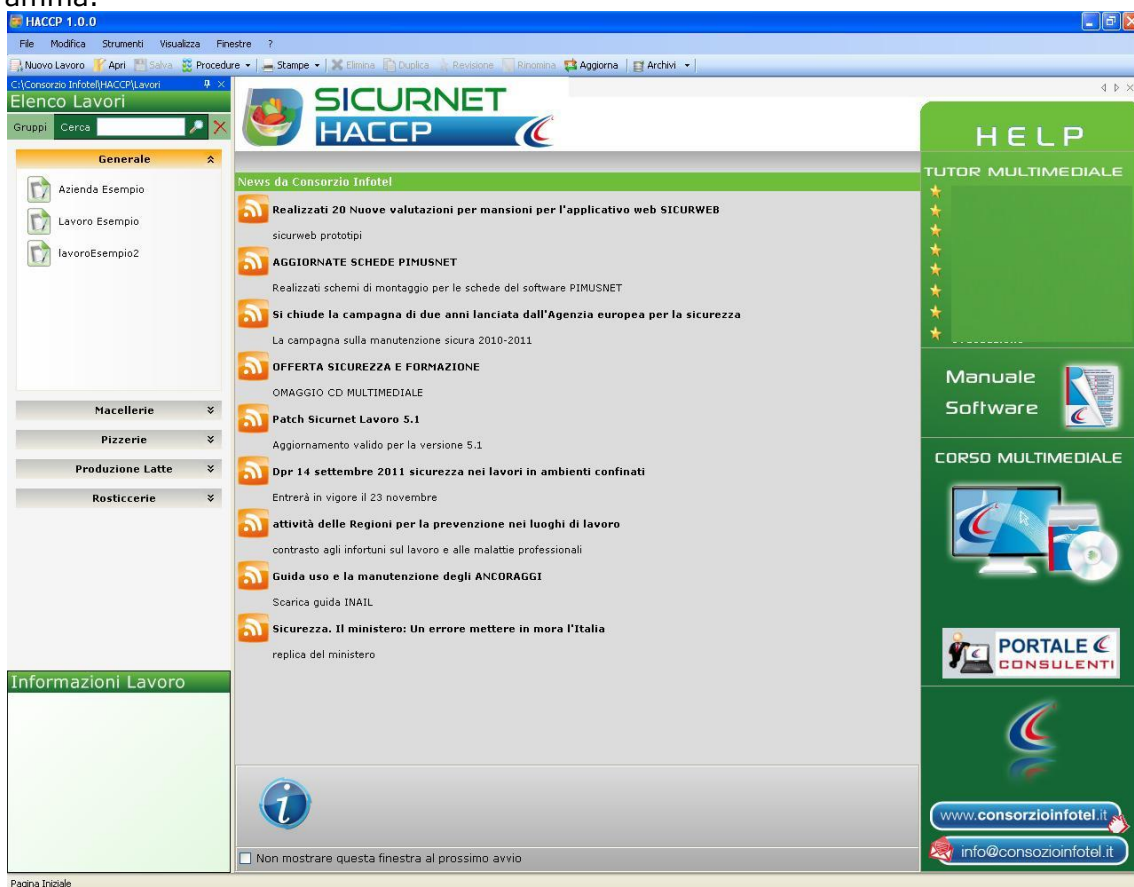 amma.
HACCP 1.0.0
File Modifica Strumenti Visualizza Finestre ?
Nuovo Lavoro Apri Salva Procedure Stampe Elimina Duplica Revisione Rinomina Aggiorna Archivi
C:\Consorzio Infotel\HACCP\Lavori
Elenco Lavori
Gruppi Cerca
Generale
Azienda Esempio
Lavoro Esempio
lavoroEsempio2
Macellerie
Pizzerie
Produzione Latte
Rosticcerie
Informazioni Lavoro
SICURNET
HACCP
News da Consorzio Infotel
Realizzati 20 Nuove valutazioni per mansioni per l'applicativo web SICURWEB
sicurweb prototipi
AGGIORNATE SCHEDE PIMUSNET
Realizzati schemi di montaggio per le schede del software PIMUSNET
Si chiude la campagna di due anni lanciata dall'Agenzia europea per la sicurezza
La campagna sulla manutenzione sicura 2010-2011
OFFERTA SICUREZZA E FORMAZIONE
OMAGGIO CD MULTIMEDIALE
Patch Sicurnet Lavoro 5.1
Aggiornamento valido per la versione 5.1
Dpr 14 settembre 2011 sicurezza nei lavori in ambienti confinati
Entrerà in vigore il 23 novembre
attività delle Regioni per la prevenzione nei luoghi di lavoro
contrasto agli infortuni sul lavoro e alle malattie professionali
Guida uso e la manutenzione degli ANCORAGGI
Scarica guida INAIL
Sicurezza. Il ministero: Un errore mettere in mora l'Italia
replica del ministero
Non mostrare questa finestra al prossimo avvio
HELP
TUTOR MULTIMEDIALE
Manuale
Software
CORSO MULTIMEDIALE
PORTALE
CONSULENTI
www.consorzioinfotel.it
info@consozioinfotel.it
Pagina Iniziale